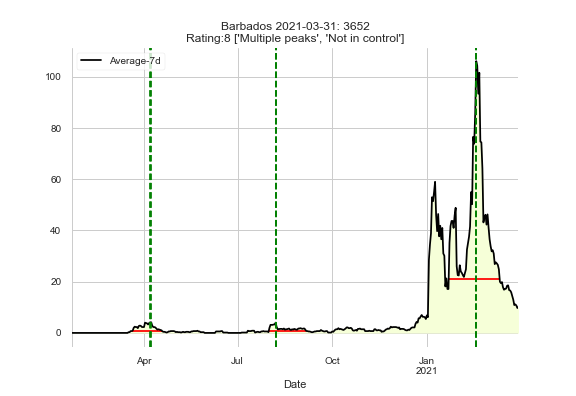 Barbados 2021-03-31: 3652
Rating:8 ['Multiple peaks', 'Not in control']
Average-7d
100
80
60
40
20
0
Apr
Jul
Oct
Jan
2021
Date